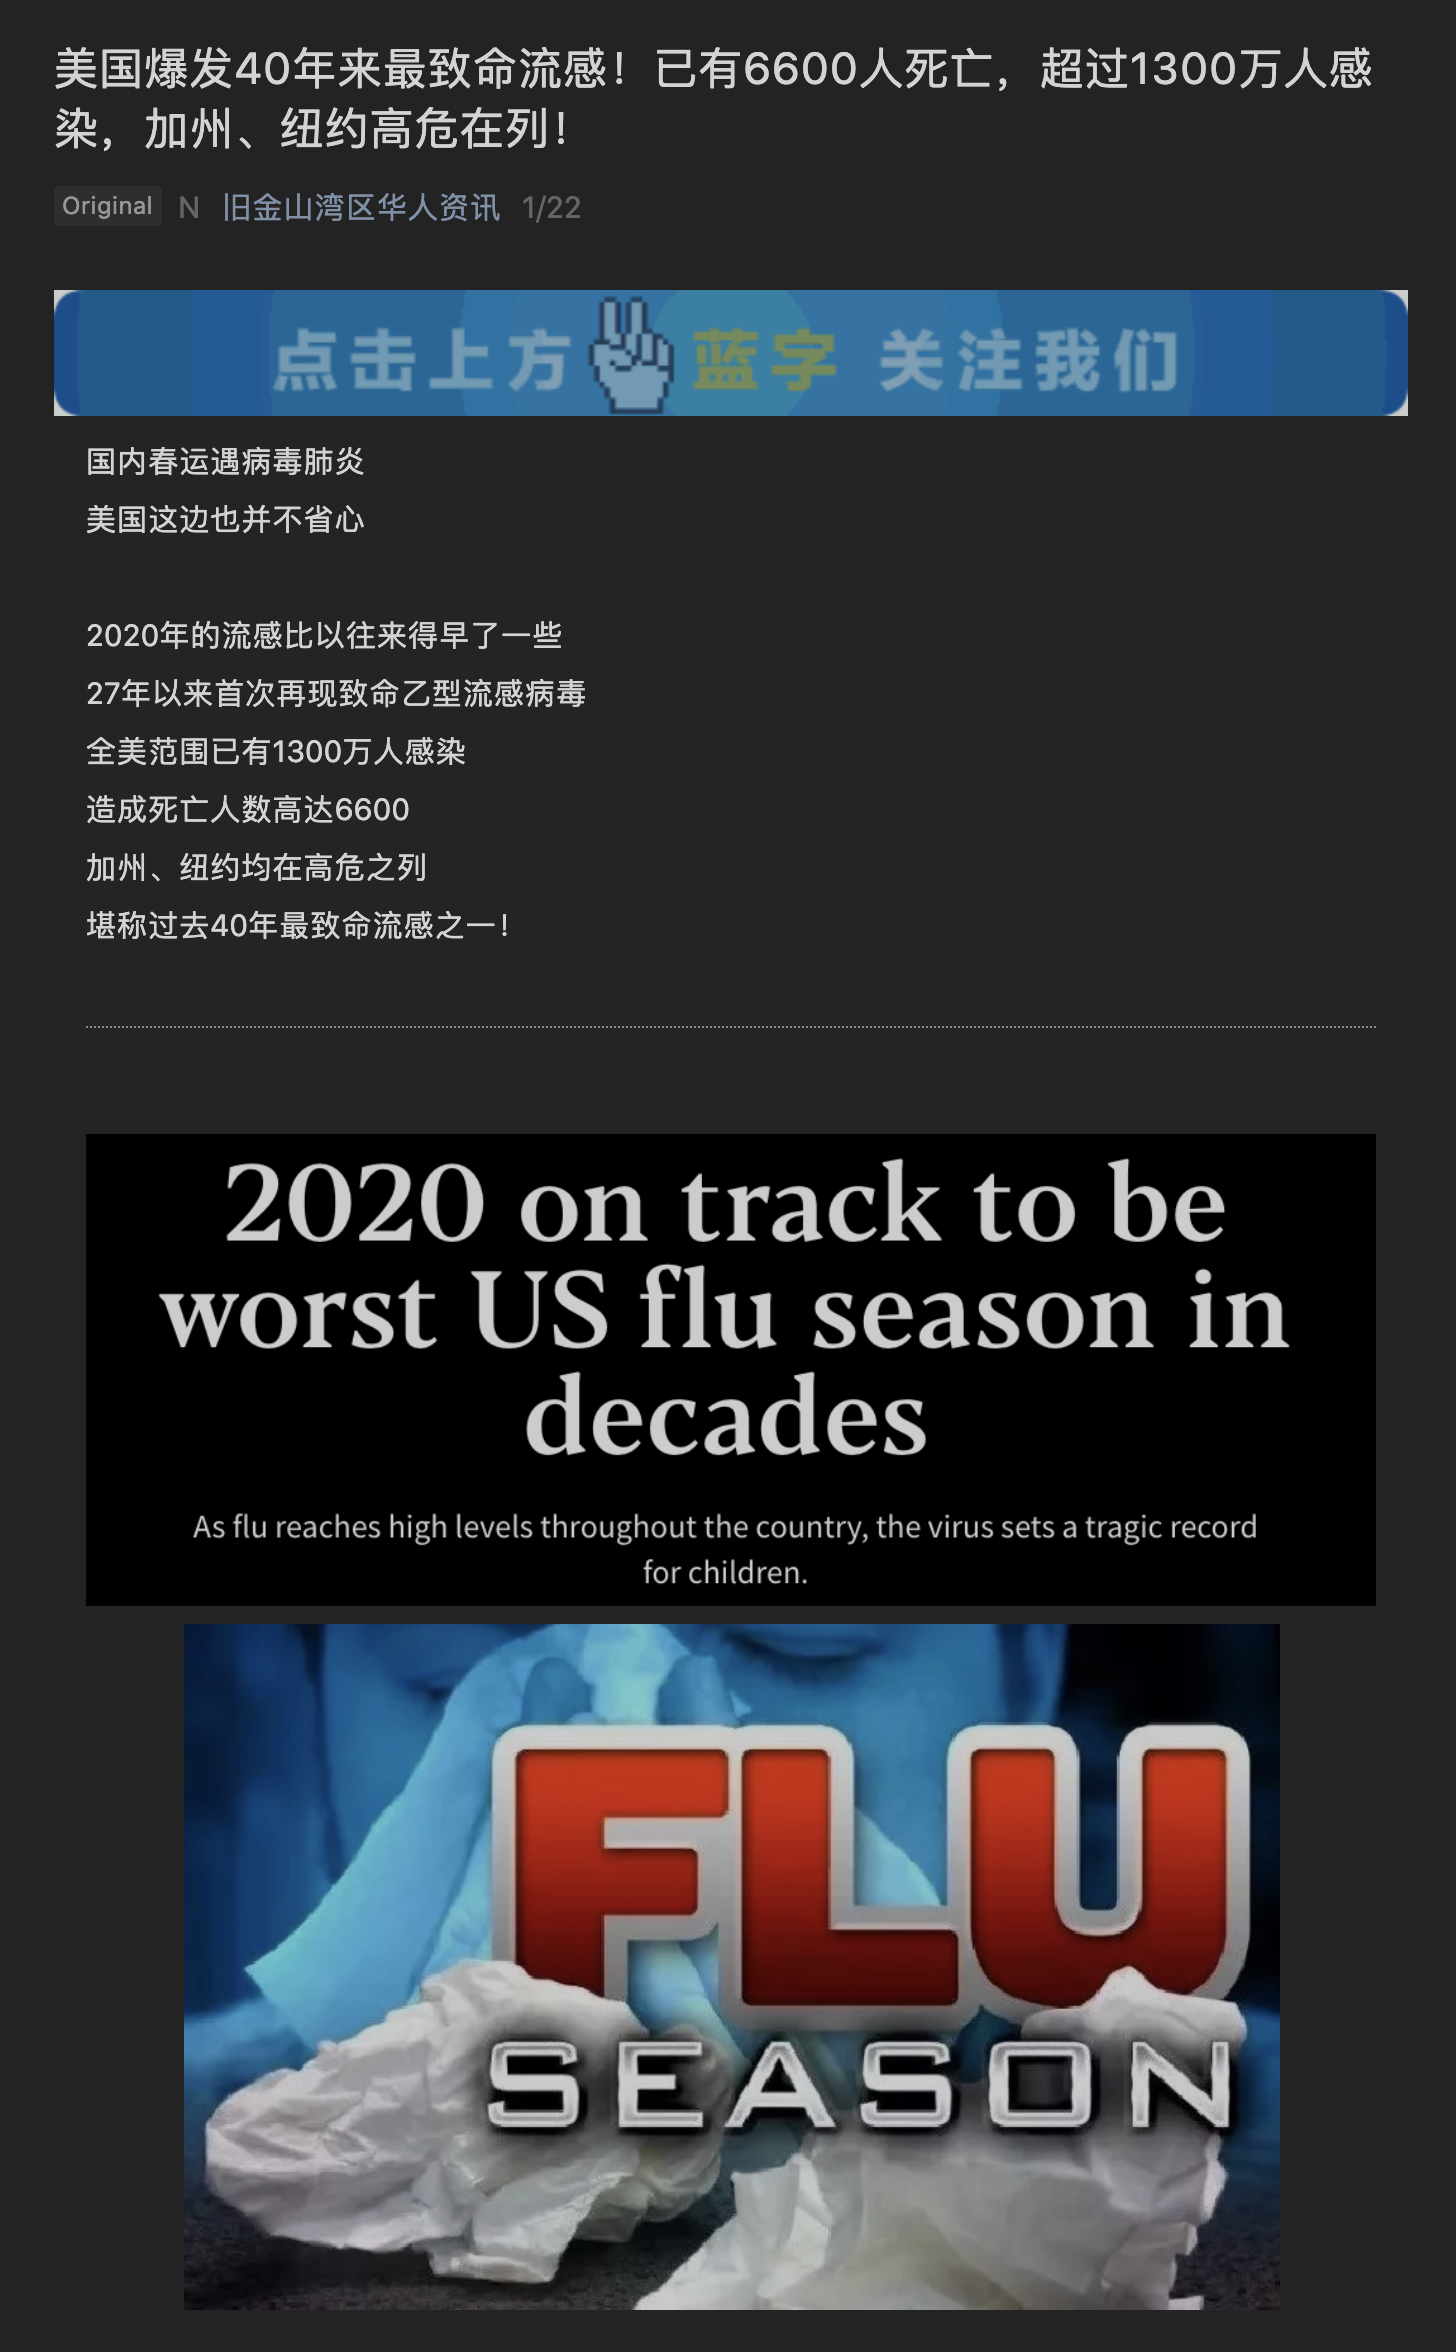 美国爆发40年来最致命流感！已有6600人死亡，超过1300万人感
染，加州、纽约高危在列！
Original N 旧金山湾区华人资讯 1/22
点击上方 蓝字 关注我们
国内春运遇病毒肺炎
美国这边也并不省心
2020年的流感比以往来得早了一些
27年以来首次再现致命乙型流感病毒
全美范围已有1300万人感染
造成死亡人数高达6600
加州、纽约均在高危之列
堪称过去40年最致命流感之一！
2020 on track to be
worst US flu season in
decades
As flu reaches high levels throughout the country, the virus sets a tragic record
for children.
FLU
SEASON